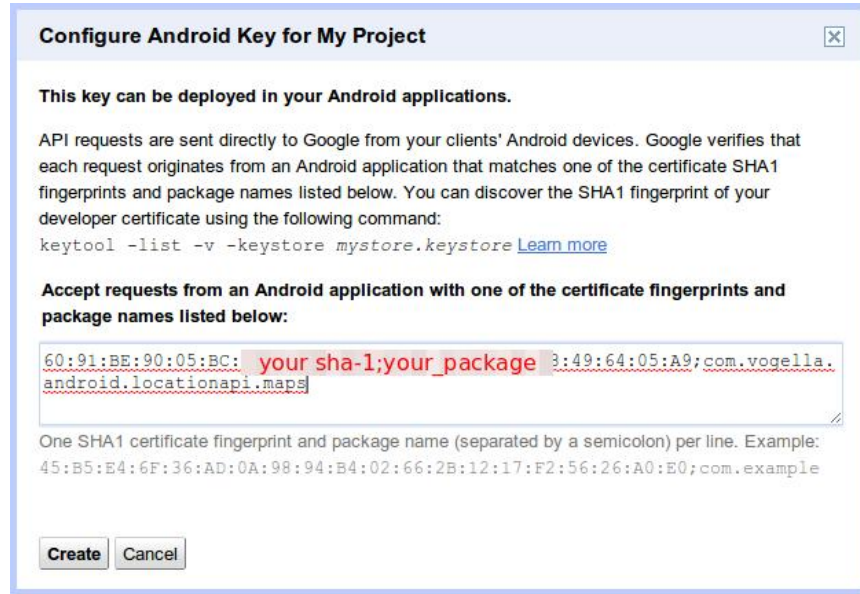 Configure Android Key for My Project
This key can be deployed in your Android applications.
API requests are sent directly to Google from your clients' Android devices. Google verifies that
each request originates from an Android application that matches one of the certificate SHA1
fingerprints and package names listed below. You can discover the SHA1 fingerprint of your
developer certificate using the following command:
keytool -list -v -keystore mystore.keystore Learn more
Accept requests from an Android application with one of the certificate fingerprints and
package names listed below:
60:91:BE:90:05:BC: your sha-1;your_package :49:64:05:A9;com.vogella.
android.locationapi.maps
One SHA1 certificate fingerprint and package name (separated by a semicolon) per line. Example:
45:B5:E4:6F:36:AD:0A:98:94:B4:02:66:2B:12:17:F2:56:26:A0:E0;com.example
Create Cancel